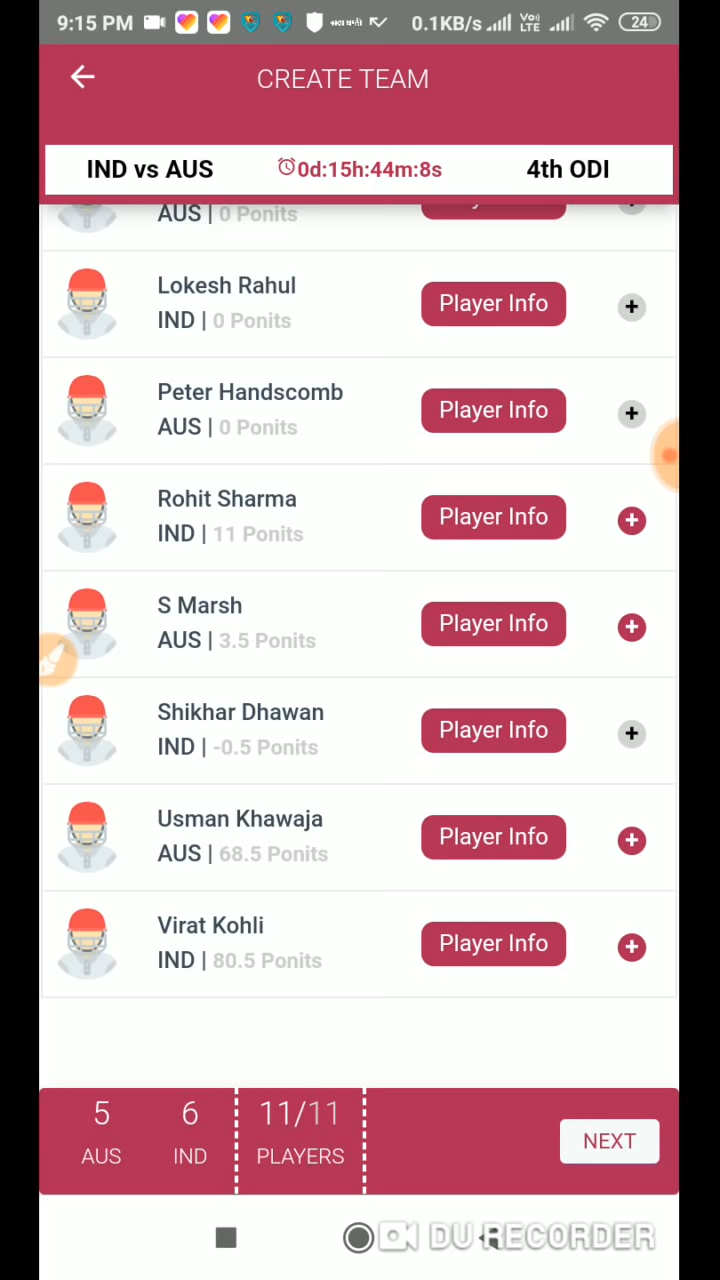 9:15 PM 0.1KB/s Vo) LTE 24
CREATE TEAM
IND vs AUS 0d:15h:44m:8s 4th ODI
AUS | 0 Ponits
Lokesh Rahul
IND | 0 Ponits Player Info +
Peter Handscomb
AUS | 0 Ponits Player Info +
Rohit Sharma
IND | 11 Ponits Player Info +
S Marsh
AUS | 3.5 Ponits Player Info +
Shikhar Dhawan
IND | -0.5 Ponits Player Info +
Usman Khawaja
AUS | 68.5 Ponits Player Info +
Virat Kohli
IND | 80.5 Ponits Player Info +
5 6 11/11
AUS IND PLAYERS NEXT
DU RECORDER